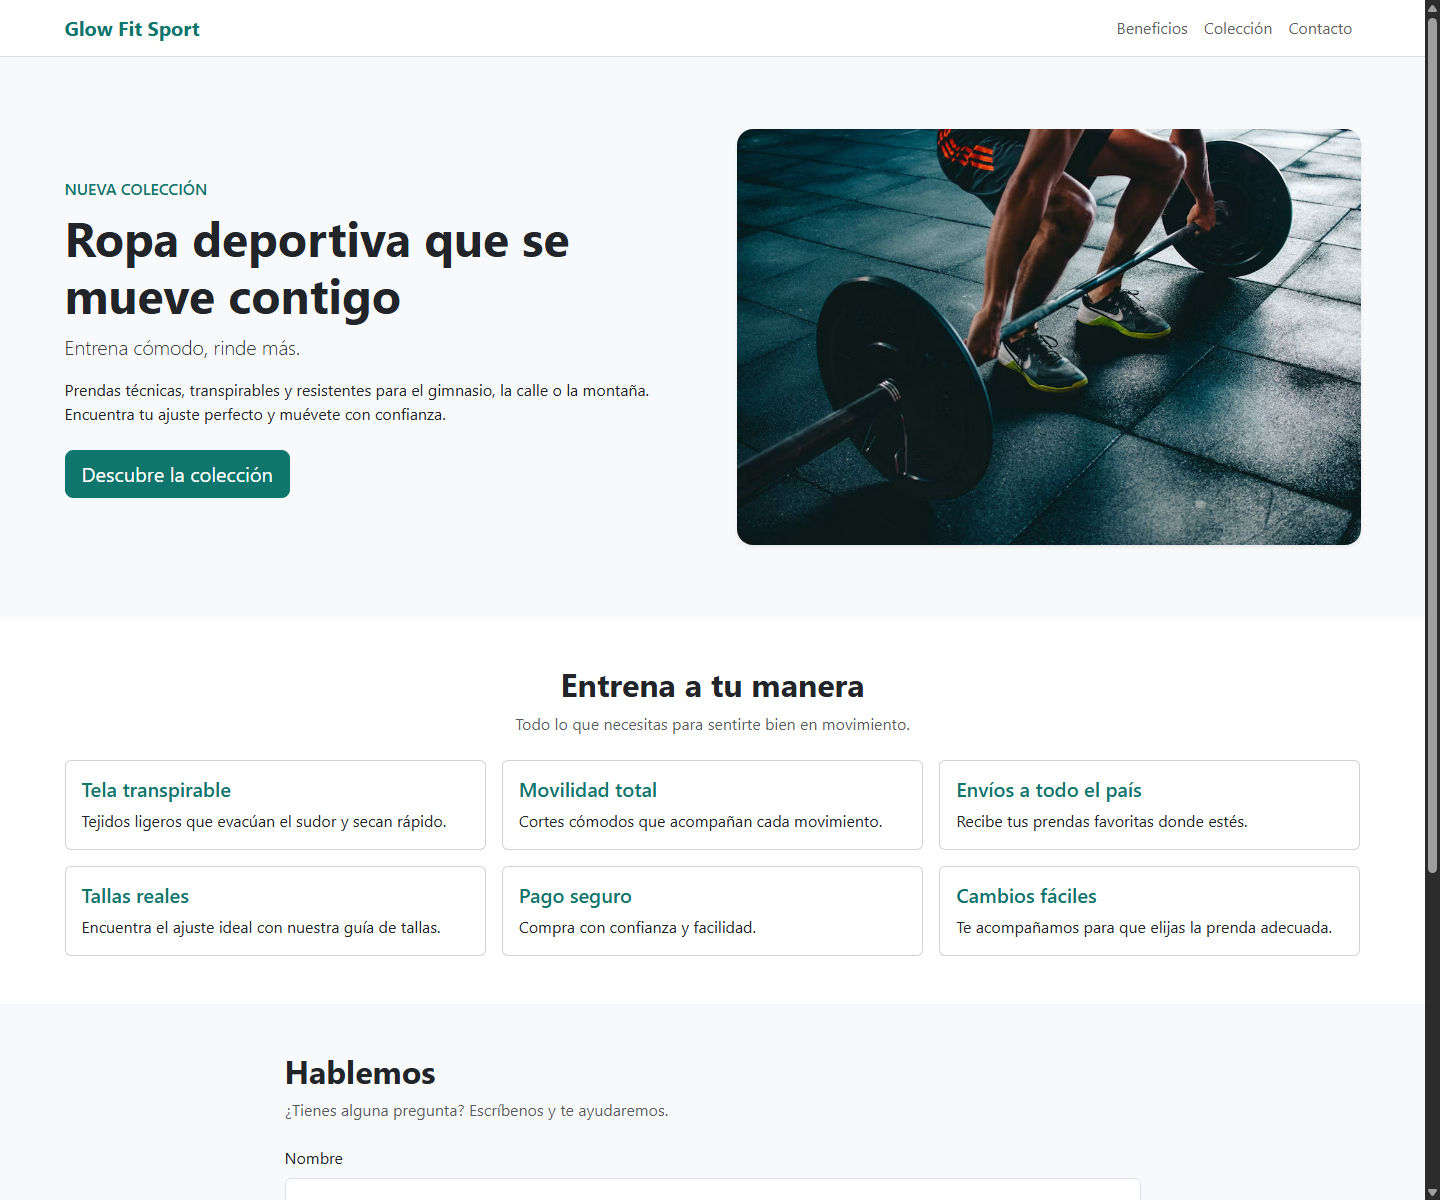 Glow Fit Sport
Beneficios Colección Contacto
NUEVA COLECCIÓN
Ropa deportiva que se
mueve contigo
Entrena cómodo, rinde más.
Prendas técnicas, transpirables y resistentes para el gimnasio, la calle o la montaña.
Encuentra tu ajuste perfecto y muévete con confianza.
Descubre la colección
Entrena a tu manera
Todo lo que necesitas para sentirte bien en movimiento.
Tela transpirable
Tejidos ligeros que evacúan el sudor y secan rápido.
Movilidad total
Cortes cómodos que acompañan cada movimiento.
Envíos a todo el país
Recibe tus prendas favoritas donde estés.
Tallas reales
Encuentra el ajuste ideal con nuestra guía de tallas.
Pago seguro
Compra con confianza y facilidad.
Cambios fáciles
Te acompañamos para que elijas la prenda adecuada.
Hablemos
¿Tienes alguna pregunta? Escríbenos y te ayudaremos.
Nombre